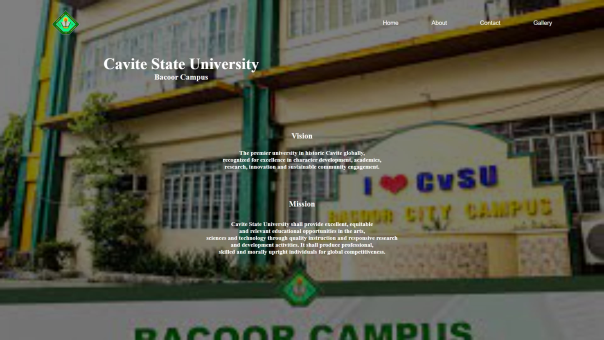 Home About Contact Gallery
Cavite State University
Bacoor Campus
Vision
The premier university in historic Cavite globally,
recognized for excellence in character development, academics,
research, innovation and sustainable community engagement.
I ❤ CvSU
BACOOR CITY CAMPUS
Mission
Cavite State University shall provide excellent, equitable
and relevant educational opportunities in the arts,
sciences and technology through quality instruction and responsive research
and development activities. It shall produce professional,
skilled and morally upright individuals for global competitiveness.
BACOOR CAMPUS